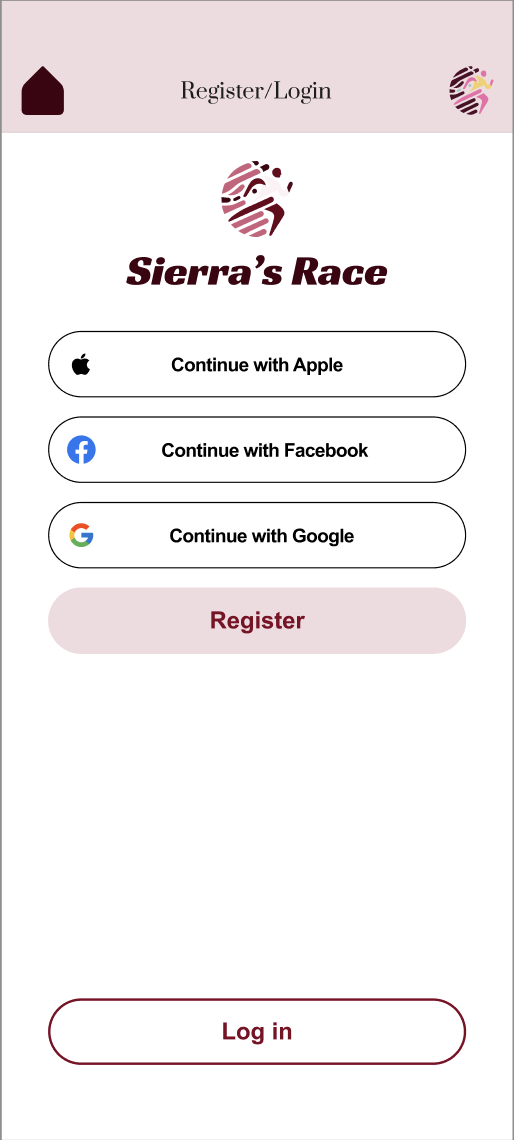 Register/Login
Sierra’s Race
Continue with Apple
Continue with Facebook
Continue with Google
Register
Log in